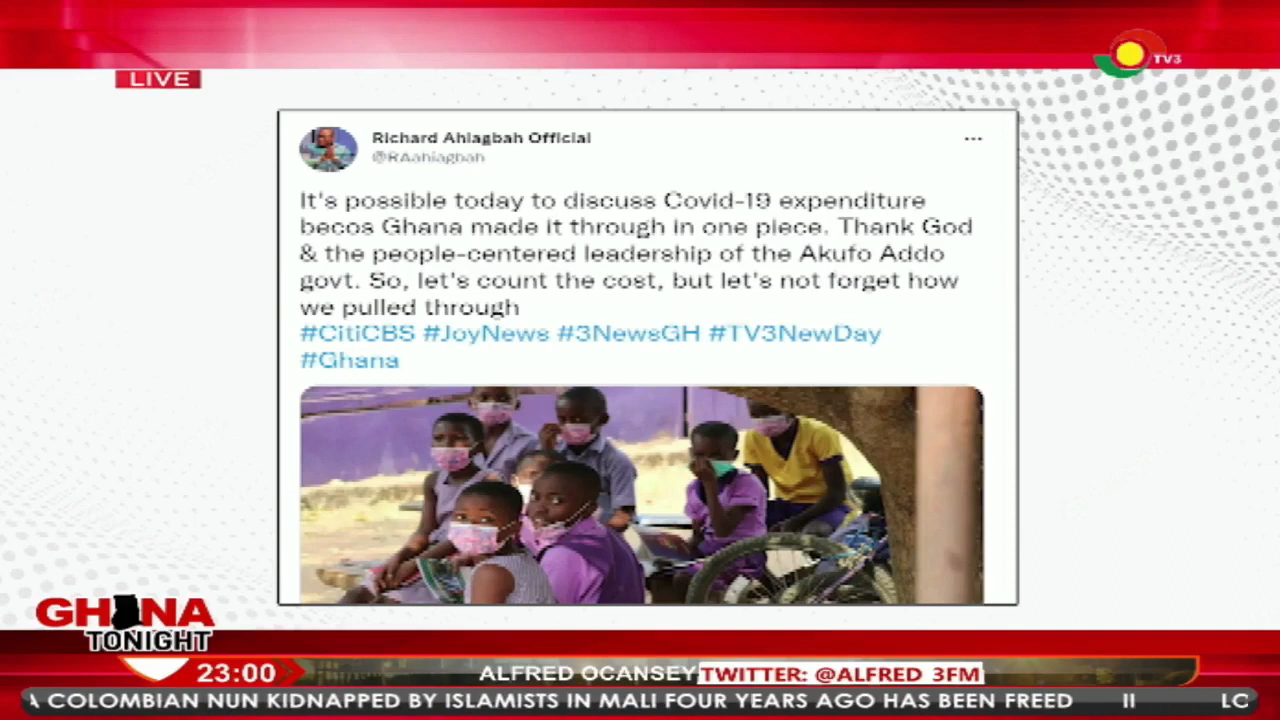 TV3
LIVE
Richard Ahiagbah Official
@RAahiagbah
It's possible today to discuss Covid-19 expenditure
becos Ghana made it through in one piece. Thank God
& the people-centered leadership of the Akufo Addo
govt. So, let's count the cost, but let's not forget how
we pulled through
#CitiCBS #JoyNews #3NewsGH #TV3NewDay
#Ghana
GHANA
TONIGHT
23:00
ALFRED OCANSEY TWITTER: @ALFRED_3FM
A COLOMBIAN NUN KIDNAPPED BY ISLAMISTS IN MALI FOUR YEARS AGO HAS BEEN FREED II LC